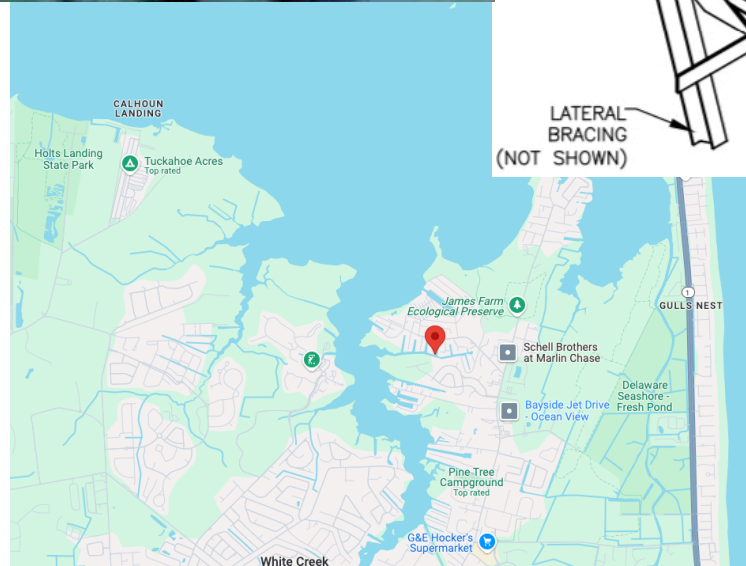 LATERAL
BRACING
(NOT SHOWN)
CALHOUN
LANDING
Holts Landing
State Park
Tuckahoe Acres
Top rated
James Farm
Ecological Preserve
1
GULLS NEST
Schell Brothers
at Marlin Chase
Delaware
Seashore -
Fresh Pond
Bayside Jet Drive
- Ocean View
Pine Tree
Campground
Top rated
G&E Hocker's
Supermarket
White Creek